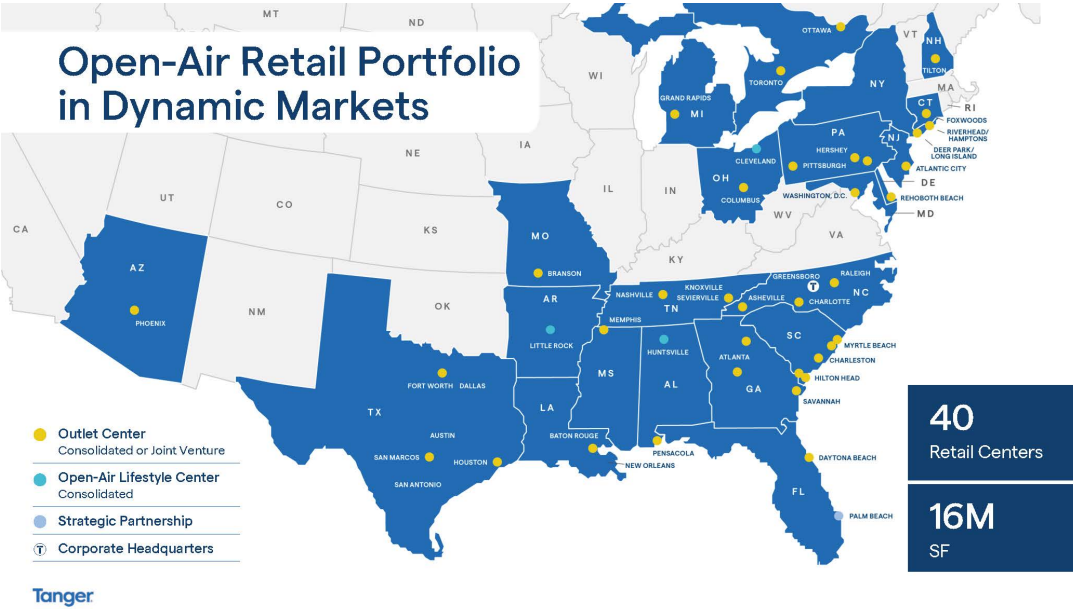 Open-Air Retail Portfolio
in Dynamic Markets
MT
ND
WI
IA
NE
UT
CO
CA
KS
NM
OK
IL
IN
KY
WV
VA
VT
MA
OTTAWA
TORONTO
NH
TILTON
GRAND RAPIDS
MI
NY
CT
RI
FOXWOODS
RIVERHEAD/
HAMPTONS
DEER PARK/
LONG ISLAND
PA
NJ
HERSHEY
PITTSBURGH
CLEVELAND
ATLANTIC CITY
OH
COLUMBUS
WASHINGTON, D.C.
DE
REHOBOTH BEACH
MD
MO
BRANSON
AZ
PHOENIX
AR
LITTLE ROCK
NASHVILLE
KNOXVILLE
SEVIERVILLE
TN
MEMPHIS
GREENSBORO
T
RALEIGH
NC
ASHEVILLE
CHARLOTTE
SC
MYRTLE BEACH
CHARLESTON
HILTON HEAD
SAVANNAH
HUNTSVILLE
ATLANTA
MS
AL
GA
FORT WORTH
DALLAS
TX
LA
AUSTIN
SAN MARCOS
HOUSTON
SAN ANTONIO
BATON ROUGE
NEW ORLEANS
PENSACOLA
DAYTONA BEACH
FL
PALM BEACH
Outlet Center
Consolidated or Joint Venture
Open-Air Lifestyle Center
Consolidated
Strategic Partnership
T Corporate Headquarters
40
Retail Centers
16M
SF
Tanger